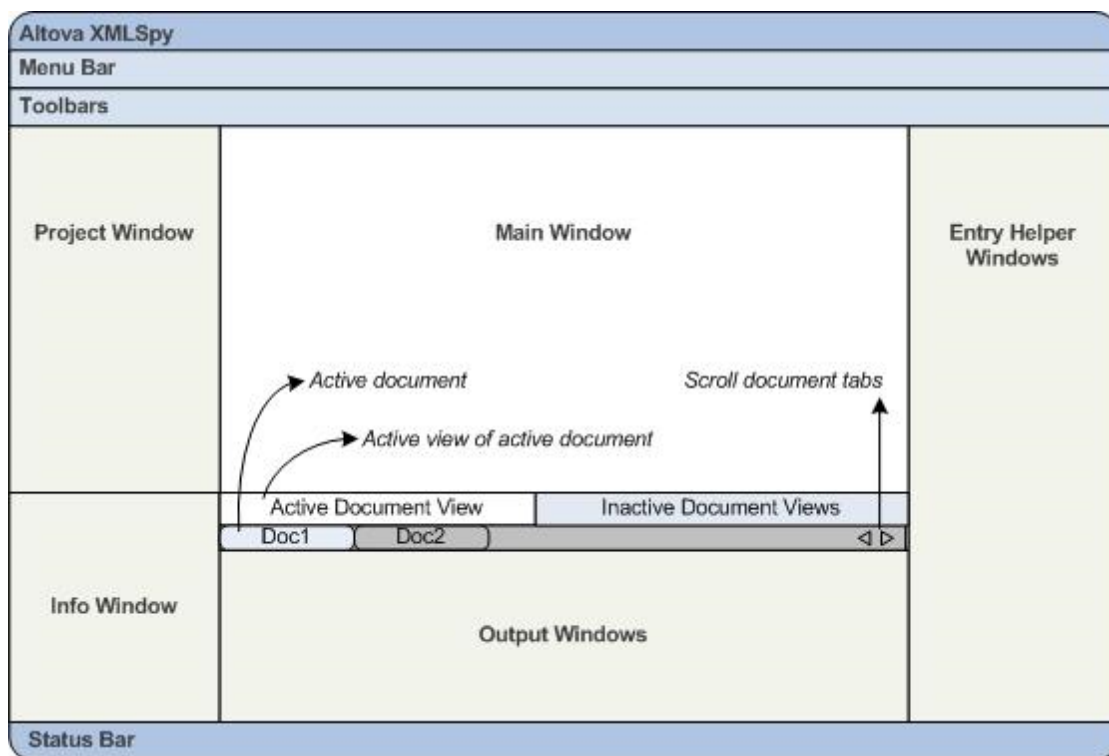 Altova XMLSpy
Menu Bar
Toolbars
Project Window
Main Window
Entry Helper
Windows
Active document
Scroll document tabs
Active view of active document
Active Document View
Inactive Document Views
Doc1
Doc2
Info Window
Output Windows
Status Bar